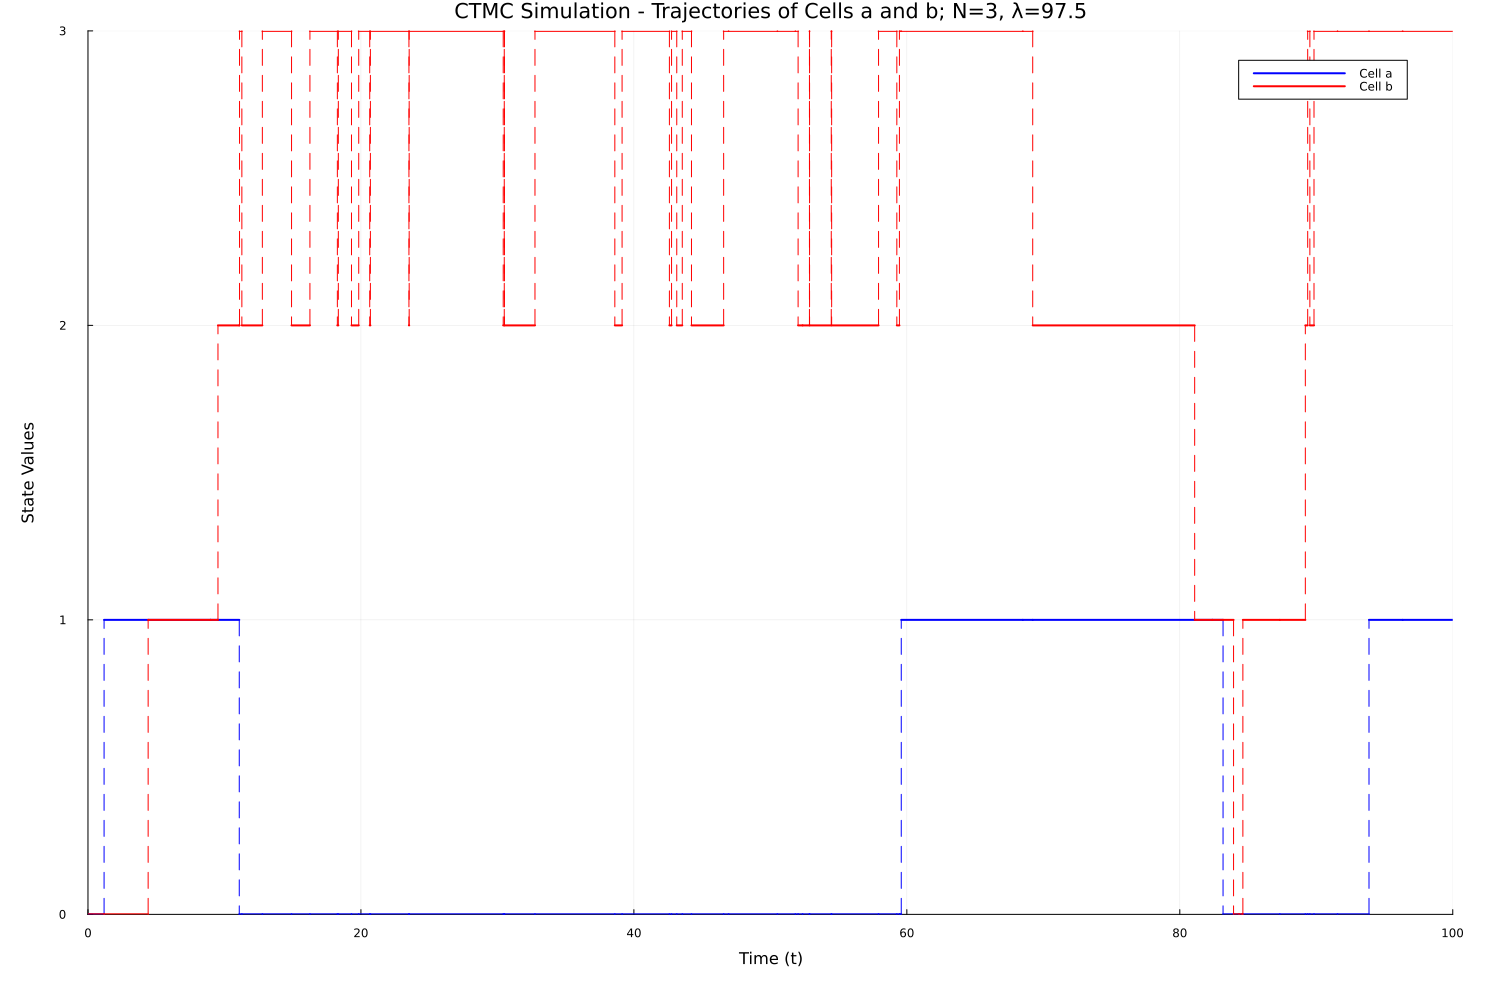 CTMC Simulation - Trajectories of Cells a and b; N=3, λ=97.5
3
Cell a
Cell b
2
State Values
1
0
0 20 40 60 80 100
Time (t)